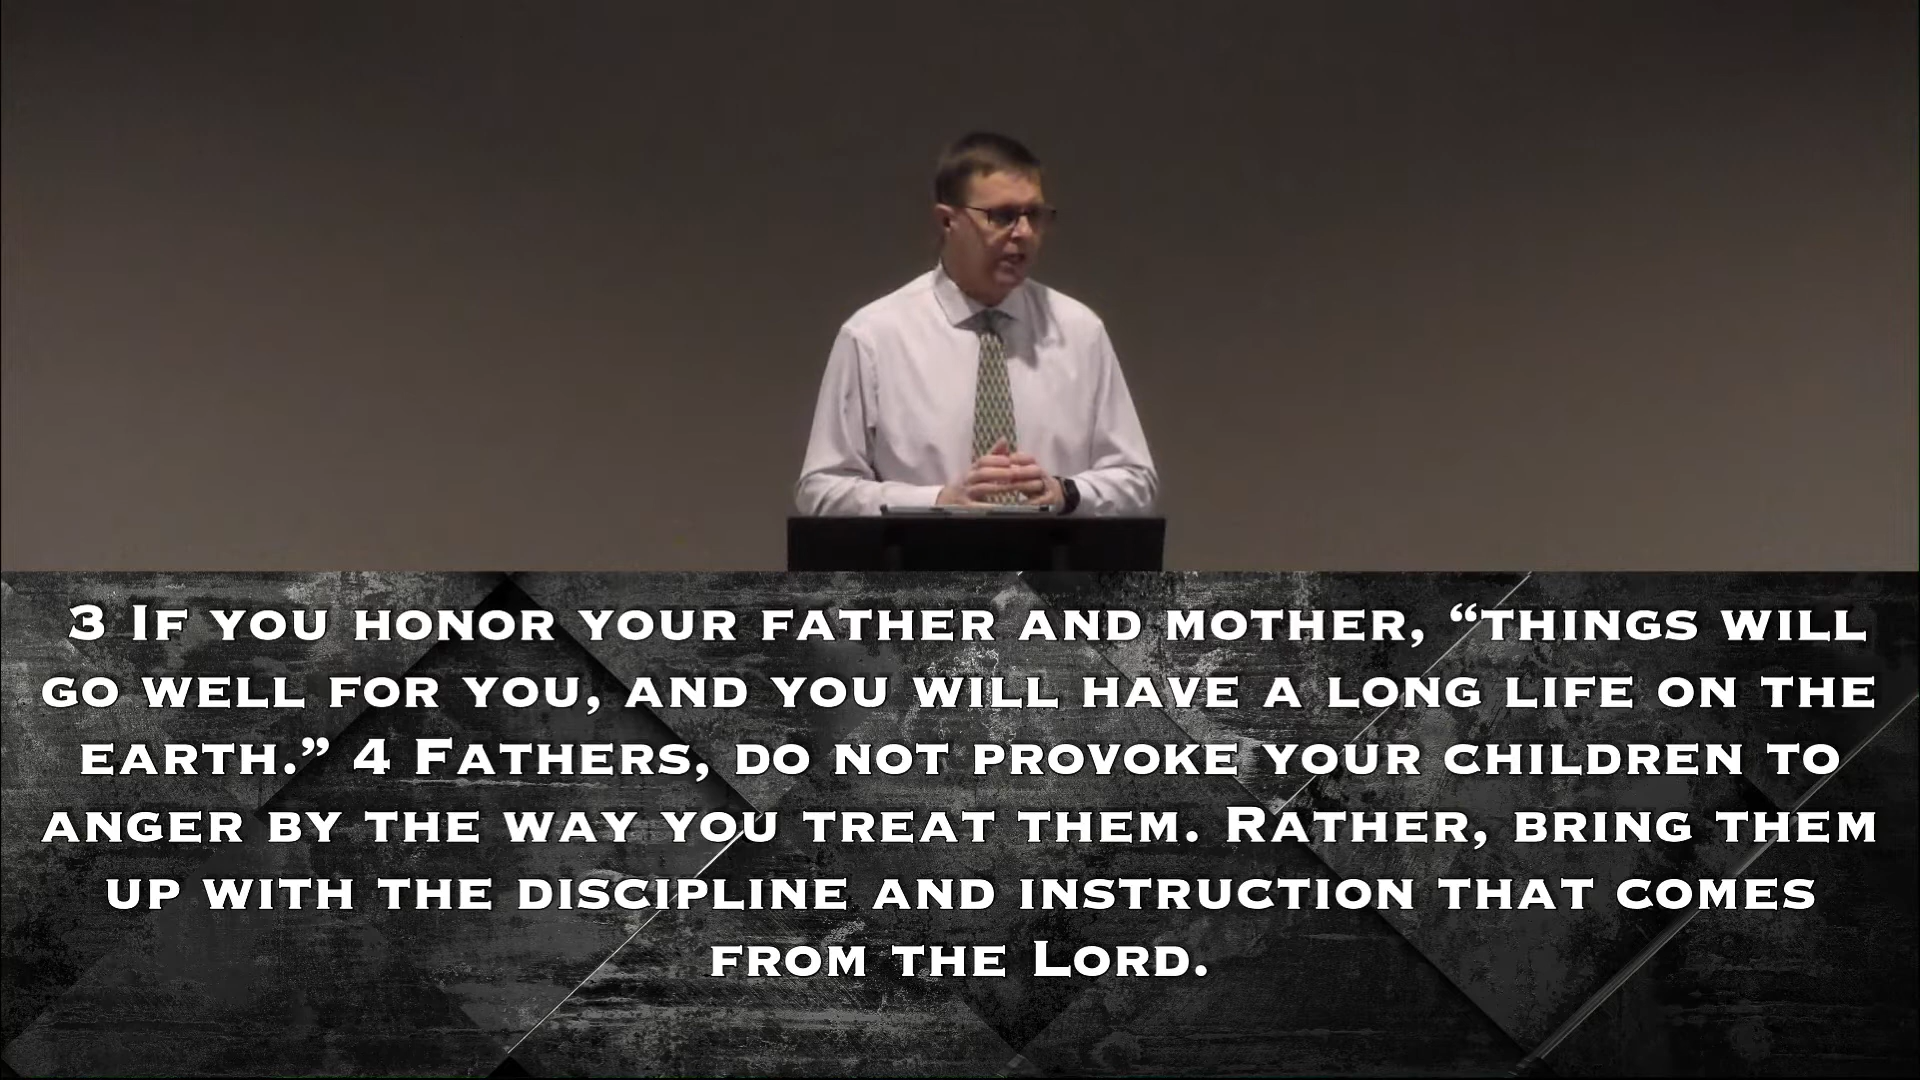 3 If you honor your father and mother, “things will
go well for you, and you will have a long life on the
earth.” 4 Fathers, do not provoke your children to
anger by the way you treat them. Rather, bring them
up with the discipline and instruction that comes
from the Lord.